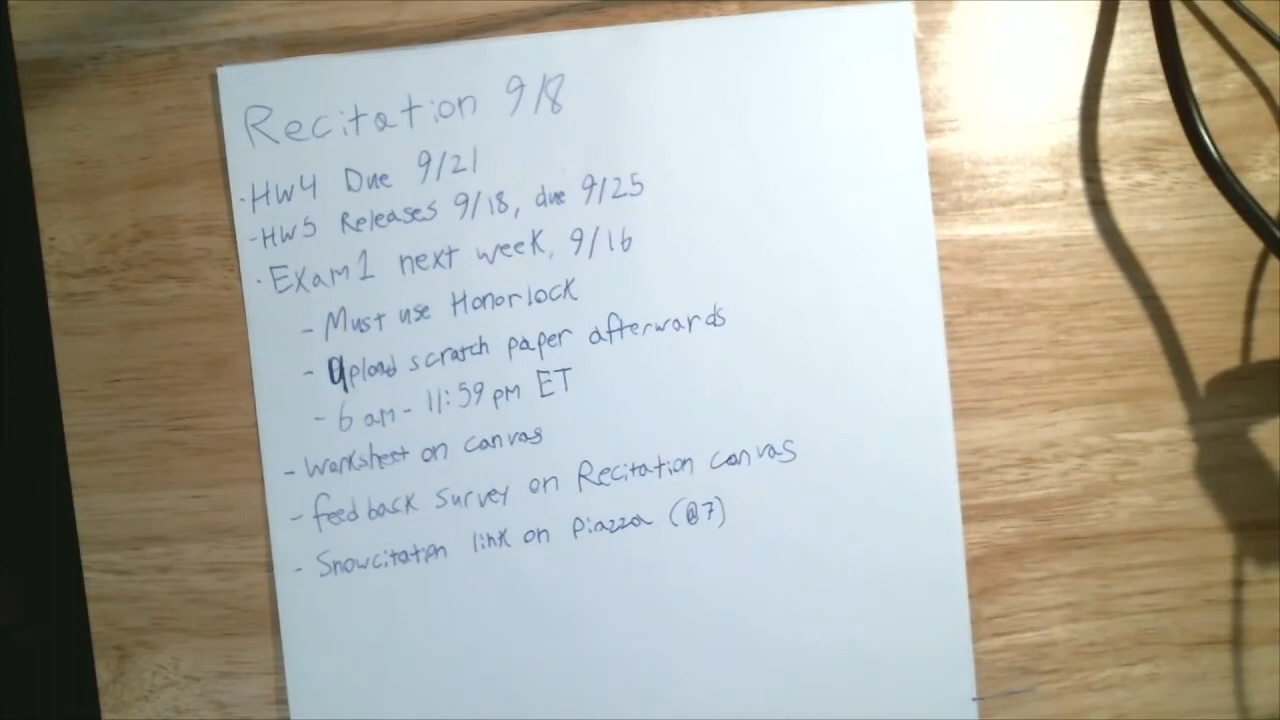 Recitation 9/8
· HW4 Due 9/21
- HW5 Releases 9/18, due 9/25
· Exam 1 next week, 9/16
- Must use Honorlock
- Upload scratch paper afterwards
- 6 am - 11:59 pm ET
- Worksheet on canvas
- feedback survey on Recitation canvas
- Snowcitation link on Piazza (@7)